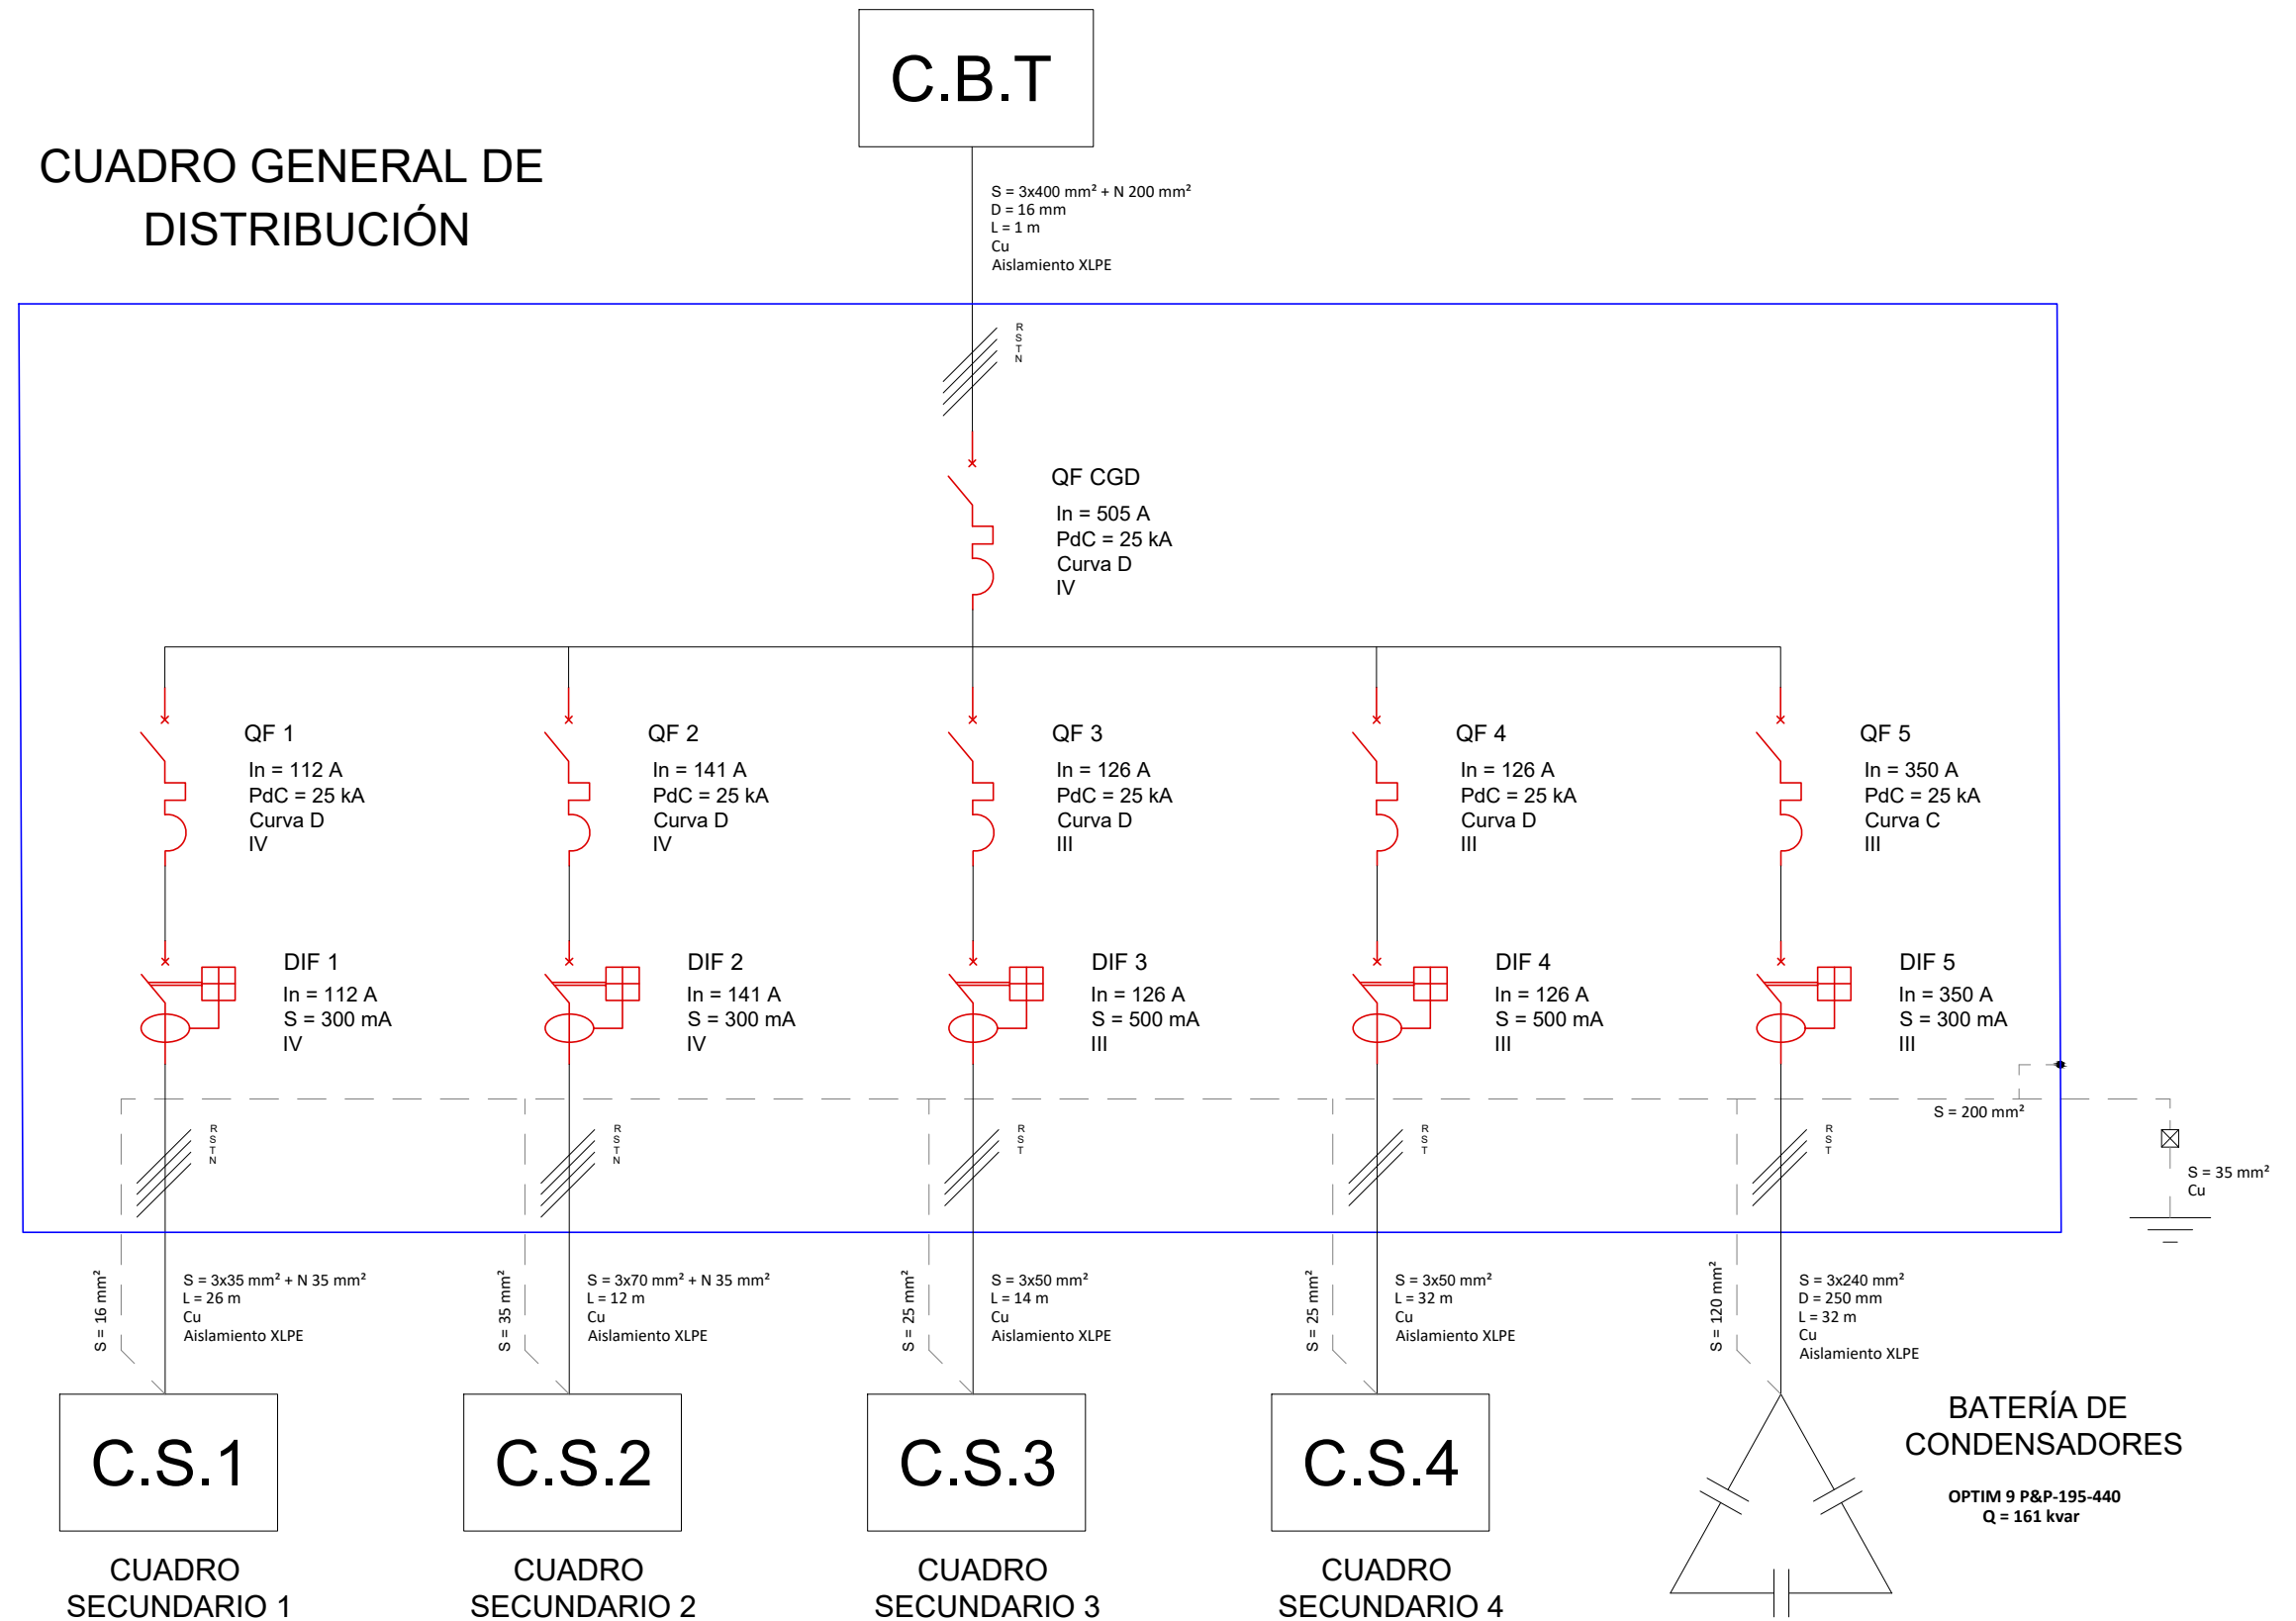 C.B.T
CUADRO GENERAL DE
DISTRIBUCIÓN
S = 3x400 mm² + N 200 mm²
D = 16 mm
L = 1 m
Cu
Aislamiento XLPE
R
S
T
N
QF CGD
In = 505 A
PdC = 25 kA
Curva D
IV
QF 1
In = 112 A
PdC = 25 kA
Curva D
IV
QF 2
In = 141 A
PdC = 25 kA
Curva D
IV
QF 3
In = 126 A
PdC = 25 kA
Curva D
III
QF 4
In = 126 A
PdC = 25 kA
Curva D
III
QF 5
In = 350 A
PdC = 25 kA
Curva C
III
DIF 1
In = 112 A
S = 300 mA
IV
DIF 2
In = 141 A
S = 300 mA
IV
DIF 3
In = 126 A
S = 500 mA
III
DIF 4
In = 126 A
S = 500 mA
III
DIF 5
In = 350 A
S = 300 mA
III
S = 200 mm²
R
S
T
N
R
S
T
N
R
S
T
R
S
T
R
S
T
S = 35 mm²
Cu
S = 16 mm²
S = 3x35 mm² + N 35 mm²
L = 26 m
Cu
Aislamiento XLPE
S = 35 mm²
S = 3x70 mm² + N 35 mm²
L = 12 m
Cu
Aislamiento XLPE
S = 25 mm²
S = 3x50 mm²
L = 14 m
Cu
Aislamiento XLPE
S = 25 mm²
S = 3x50 mm²
L = 32 m
Cu
Aislamiento XLPE
S = 120 mm²
S = 3x240 mm²
D = 250 mm
L = 32 m
Cu
Aislamiento XLPE
C.S.1
C.S.2
C.S.3
C.S.4
BATERÍA DE
CONDENSADORES
OPTIM 9 P&P-195-440
Q = 161 kvar
CUADRO
SECUNDARIO 1
CUADRO
SECUNDARIO 2
CUADRO
SECUNDARIO 3
CUADRO
SECUNDARIO 4